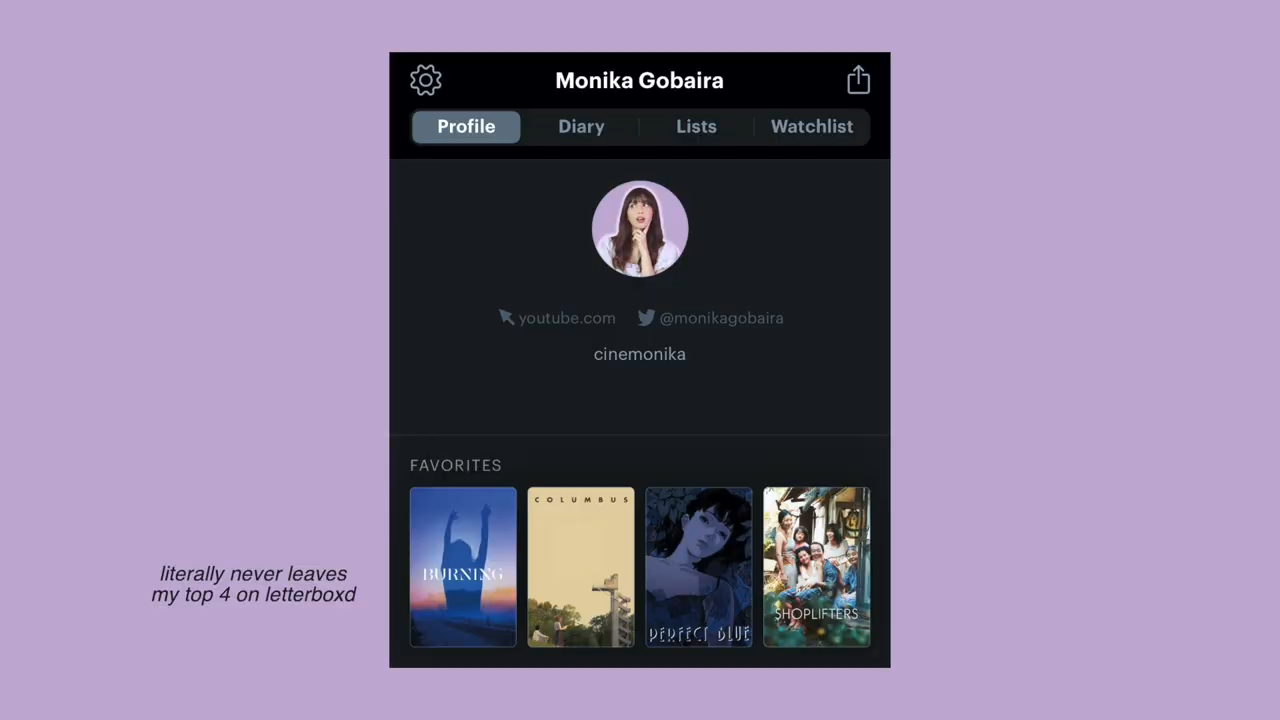 Monika Gobaira
Profile Diary Lists Watchlist
youtube.com @monikagobaira
cinemonika
FAVORITES
COLUMBUS
BURNING
PERFECT BLUE
SHOPLIFTERS
literally never leaves
my top 4 on letterboxd